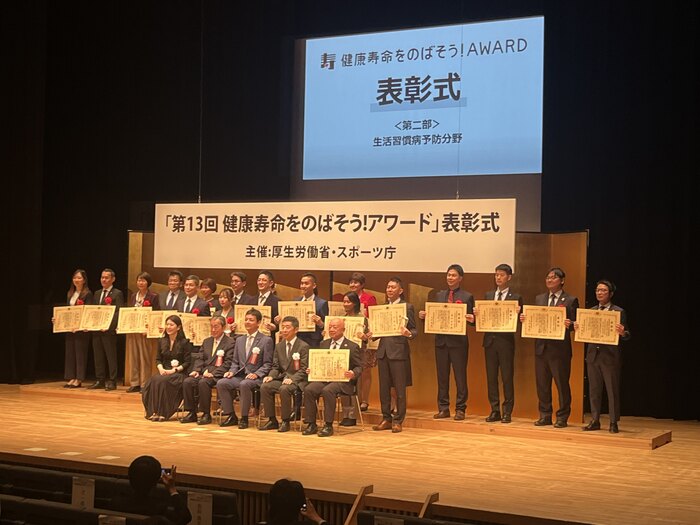 寿 健康寿命をのばそう!AWARD
表彰式
<第二部>
生活習慣病予防分野
「第13回 健康寿命をのばそう!アワード」表彰式
主催:厚生労働省・スポーツ庁